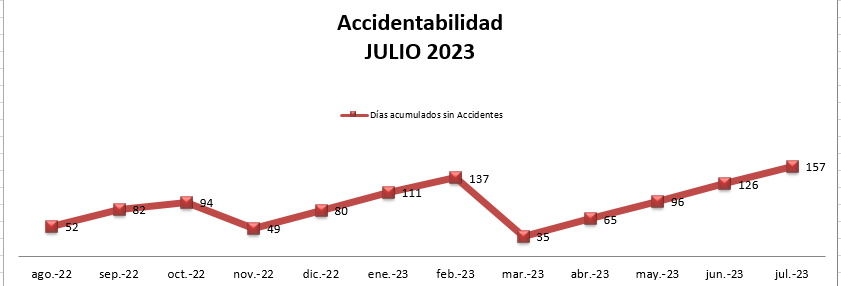 Accidentabilidad
JULIO 2023
Días acumulados sin Accidentes
52 82 94 49 80 111 137 35 65 96 126 157
ago.-22 sep.-22 oct.-22 nov.-22 dic.-22 ene.-23 feb.-23 mar.-23 abr.-23 may.-23 jun.-23 jul.-23